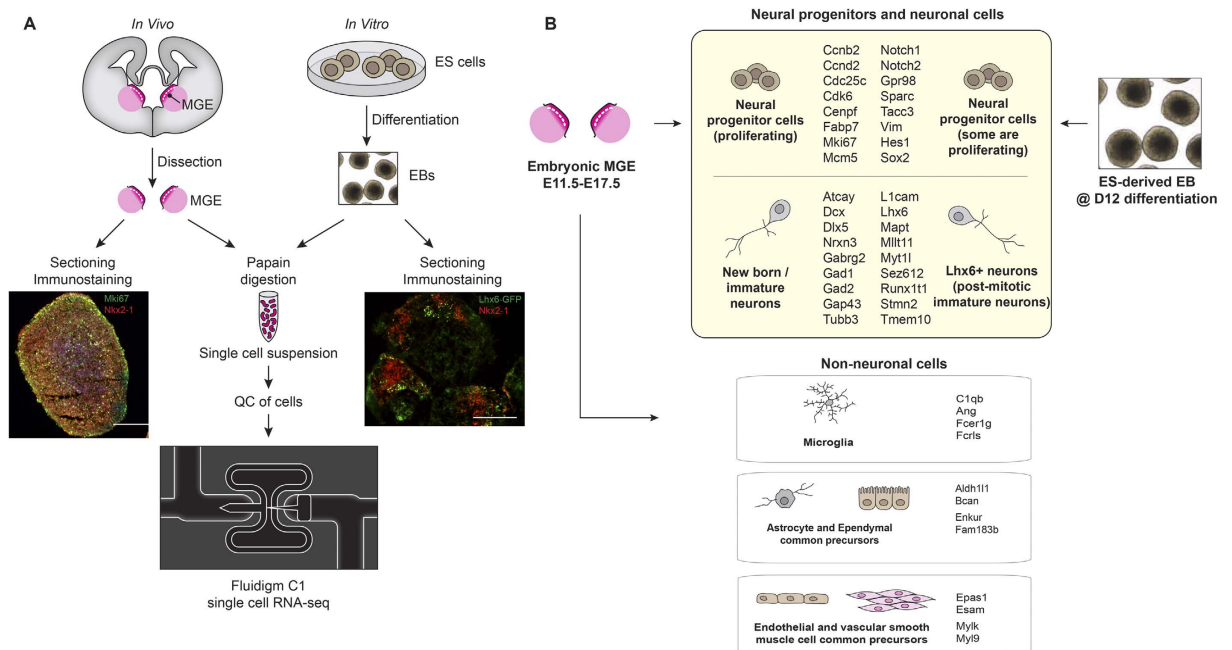 A
In Vivo
MGE
Dissection
MGE
In Vitro
ES cells
Differentiation
EBs
Sectioning
Immunostaining
Papain
digestion
Sectioning
Immunostaining
Mki67
Nkx2-1
Lhx6-GFP
Nkx2-1
Single cell suspension
QC of cells
Fluidigm C1
single cell RNA-seq
B
Neural progenitors and neuronal cells
Embryonic MGE
E11.5-E17.5
Neural
progenitor cells
(proliferating)
Ccnb2
Ccnd2
Cdc25c
Cdk6
Cenpf
Fabp7
Mki67
Mcm5
Notch1
Notch2
Gpr98
Sparc
Tacc3
Vim
Hes1
Sox2
Neural
progenitor cells
(some are
proliferating)
ES-derived EB
@ D12 differentiation
New born /
immature
neurons
Atcay
Dcx
Dlx5
Nrxn3
Gabrg2
Gad1
Gad2
Gap43
Tubb3
L1cam
Lhx6
Mapt
Mllt11
Myt1l
Sez612
Runx1t1
Stmn2
Tmem10
Lhx6+ neurons
(post-mitotic
immature neurons)
Non-neuronal cells
Microglia
C1qb
Ang
Fcer1g
Fcrls
Astrocyte and Ependymal
common precursors
Aldh1l1
Bcan
Enkur
Fam183b
Endothelial and vascular smooth
muscle cell common precursors
Epas1
Esam
Mylk
Myl9